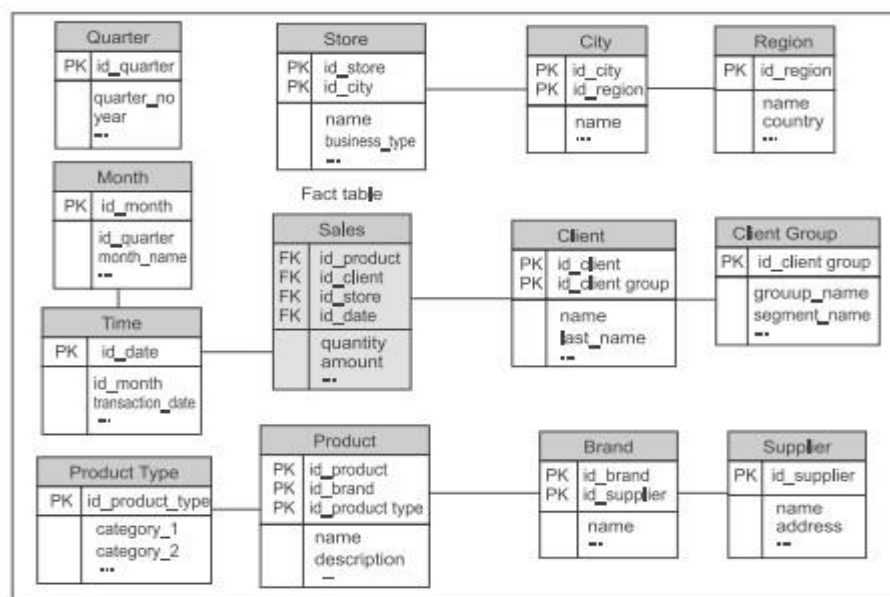 Quarter
PK id_quarter
quarter_no
year
...
Store
PK id_store
PK id_city
name
business_type
...
City
PK id_city
PK id_region
name
...
Region
PK id_region
name
country
...
Month
PK id_month
id_quarter
month_name
...
Fact table
Sales
FK id_product
FK id_client
FK id_store
FK id_date
quantity
amount
...
Client
PK id_client
PK id_client group
name
last_name
...
Client Group
PK id_client group
grouup_name
segment_name
...
Time
PK id_date
id_month
transaction_date
...
Product Type
PK id_product_type
category_1
category_2
...
Product
PK id_product
PK id_brand
PK id_product type
name
description
...
Brand
PK id_brand
PK id_supplier
name
...
Supplier
PK id_supplier
name
address
...